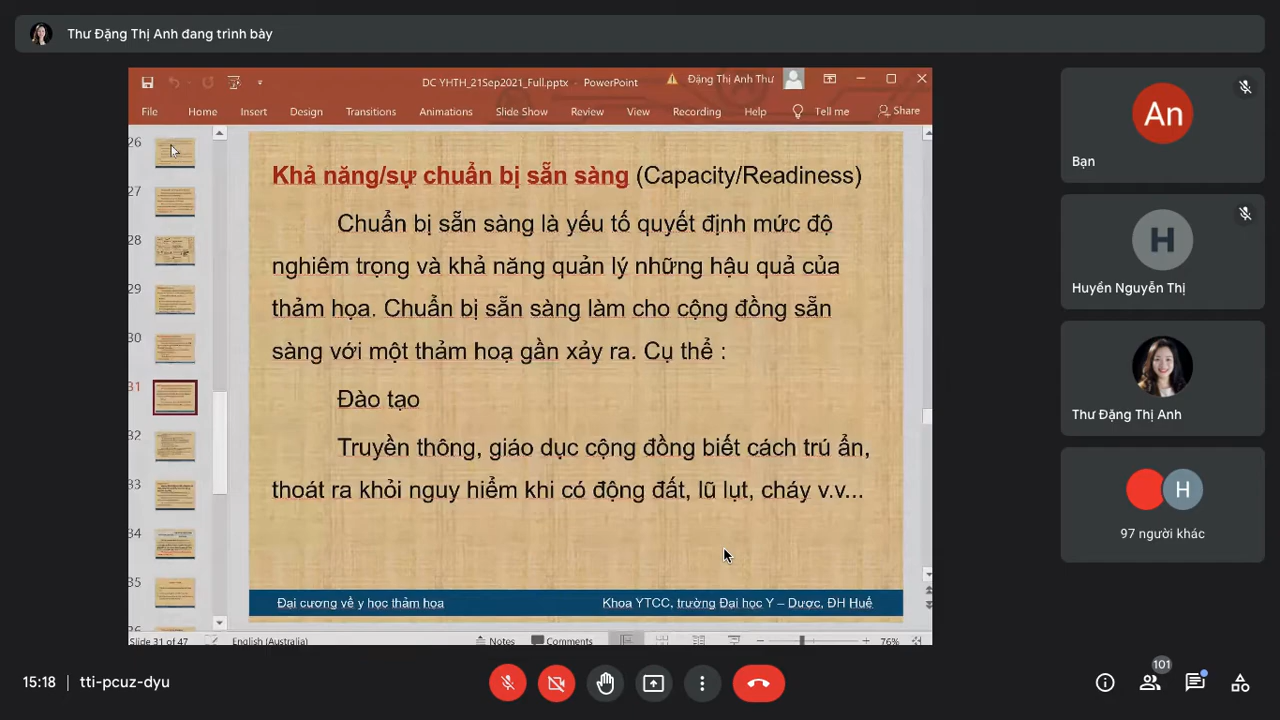 Thư Đặng Thị Anh đang trình bày
DC YHTH_21Sep2021_Full.pptx - PowerPoint
Đặng Thị Anh Thư
File Home Insert Design Transitions Animations Slide Show Review View Recording Help Tell me Share
26
27
28
29
30
31
32
33
34
35
Khả năng/sự chuẩn bị sẵn sàng (Capacity/Readiness)
Chuẩn bị sẵn sàng là yếu tố quyết định mức độ
nghiêm trọng và khả năng quản lý những hậu quả của
thảm họa. Chuẩn bị sẵn sàng làm cho cộng đồng sẵn
sàng với một thảm hoạ gần xảy ra. Cụ thể :
Đào tạo
Truyền thông, giáo dục cộng đồng biết cách trú ẩn,
thoát ra khỏi nguy hiểm khi có động đất, lũ lụt, cháy v.v...
Đại cương về y học thảm họa
Khoa YTCC, trường Đại học Y – Dược, ĐH Huế
Slide 31 of 47 English (Australia) Notes Comments 76%
An
Bạn
H
Huyền Nguyễn Thị
Thư Đặng Thị Anh
H
97 người khác
15:18 tti-pcuz-dyu
101